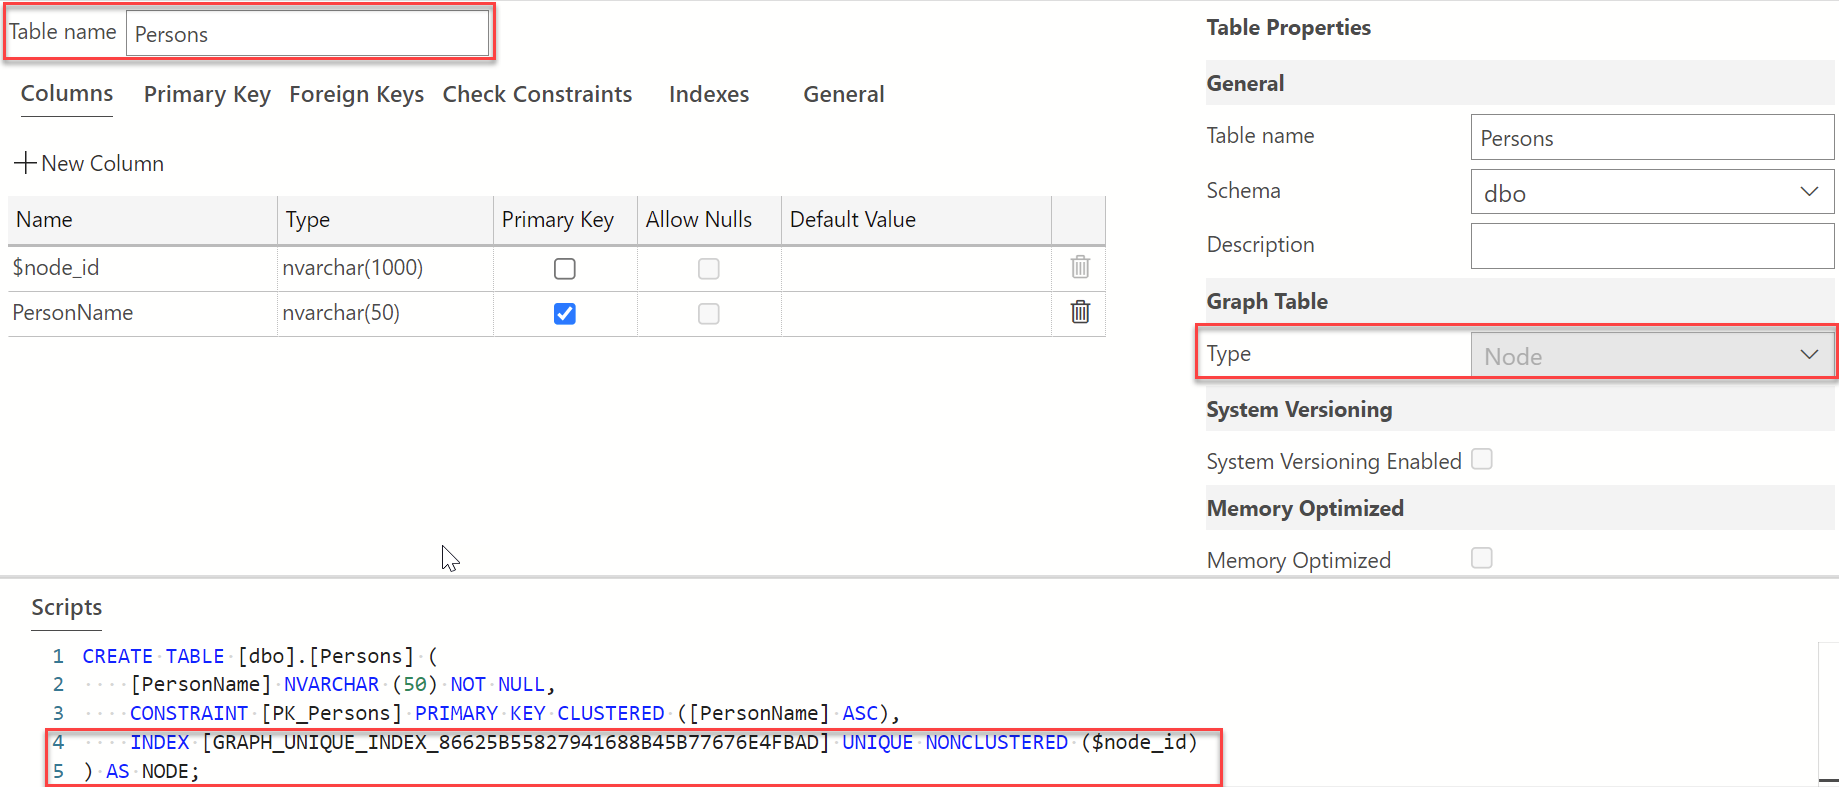 Table name Persons
Columns Primary Key Foreign Keys Check Constraints Indexes General
New Column
Name Type Primary Key Allow Nulls Default Value
$node_id nvarchar(1000)
PersonName nvarchar(50)
Table Properties
General
Table name Persons
Schema dbo
Description
Graph Table
Type Node
System Versioning
System Versioning Enabled
Memory Optimized
Memory Optimized
Scripts
1 CREATE TABLE [dbo].[Persons] (
2 ····[PersonName] NVARCHAR (50) NOT NULL,
3 ····CONSTRAINT [PK_Persons] PRIMARY KEY CLUSTERED ([PersonName] ASC),
4 ····INDEX [GRAPH_UNIQUE_INDEX_86625B55827941688B45B77676E4FBAD] UNIQUE NONCLUSTERED ($node_id)
5 ) AS NODE;